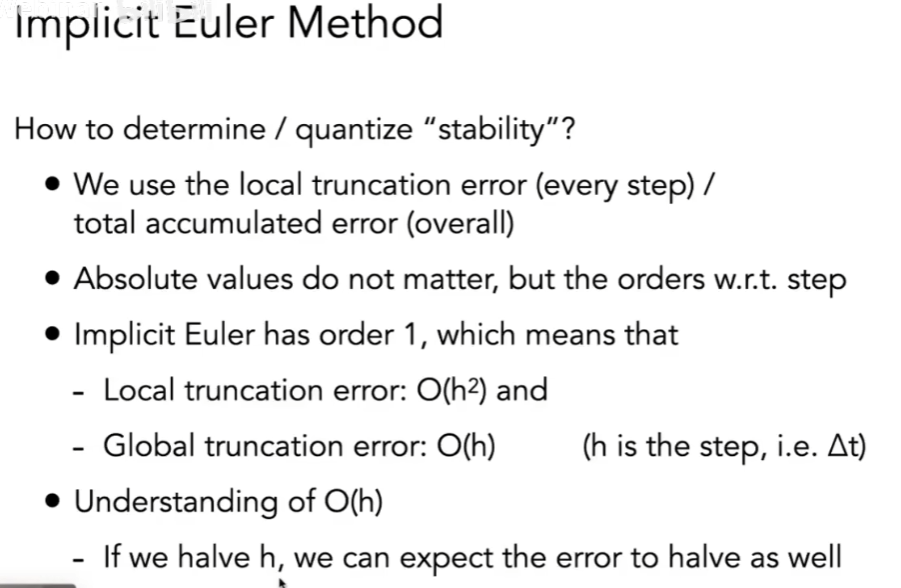 Implicit Euler Method
How to determine / quantize “stability”?
• We use the local truncation error (every step) /
total accumulated error (overall)
• Absolute values do not matter, but the orders w.r.t. step
• Implicit Euler has order 1, which means that
- Local truncation error: O(h²) and
- Global truncation error: O(h) (h is the step, i.e. Δt)
• Understanding of O(h)
- If we halve h, we can expect the error to halve as well